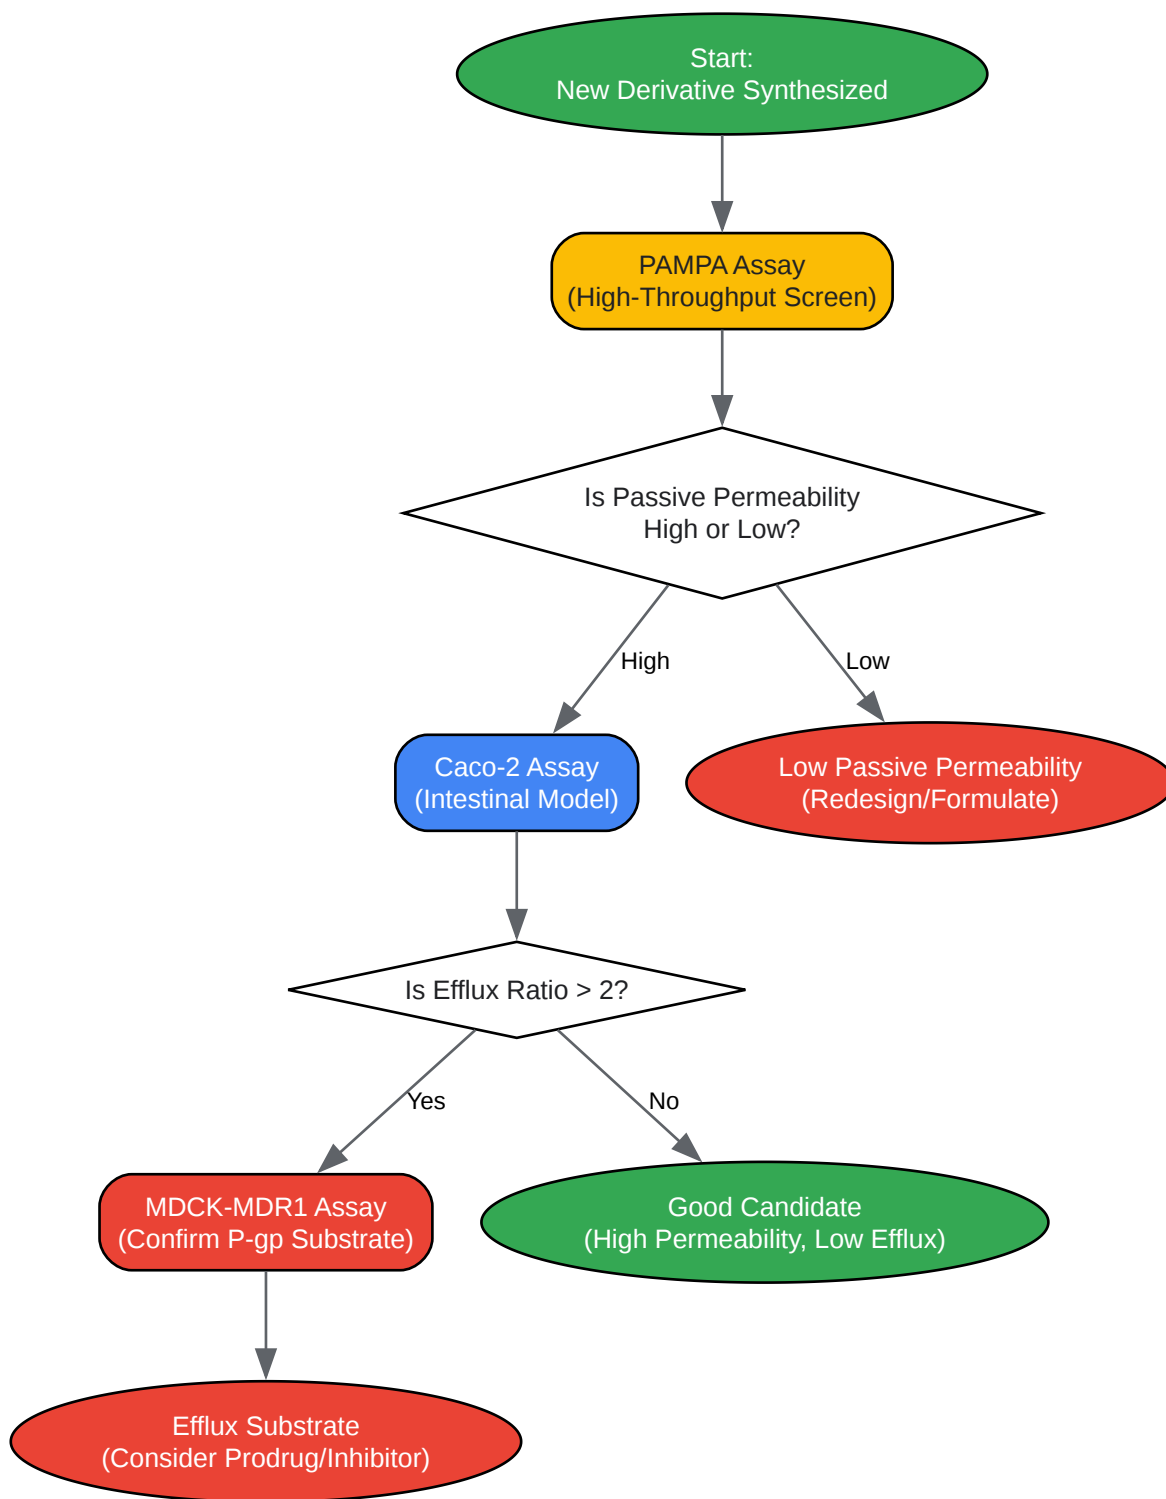 Start:
New Derivative Synthesized
PAMPA Assay
(High-Throughput Screen)
Is Passive Permeability
High or Low?
High
Low
Caco-2 Assay
(Intestinal Model)
Low Passive Permeability
(Redesign/Formulate)
Is Efflux Ratio > 2?
Yes
No
MDCK-MDR1 Assay
(Confirm P-gp Substrate)
Good Candidate
(High Permeability, Low Efflux)
Efflux Substrate
(Consider Prodrug/Inhibitor)